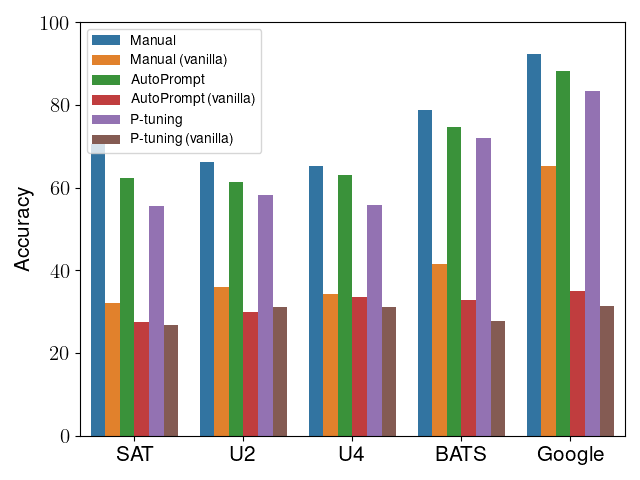 100
80
60
40
20
0
Accuracy
Manual
Manual (vanilla)
AutoPrompt
AutoPrompt (vanilla)
P-tuning
P-tuning (vanilla)
SAT
U2
U4
BATS
Google